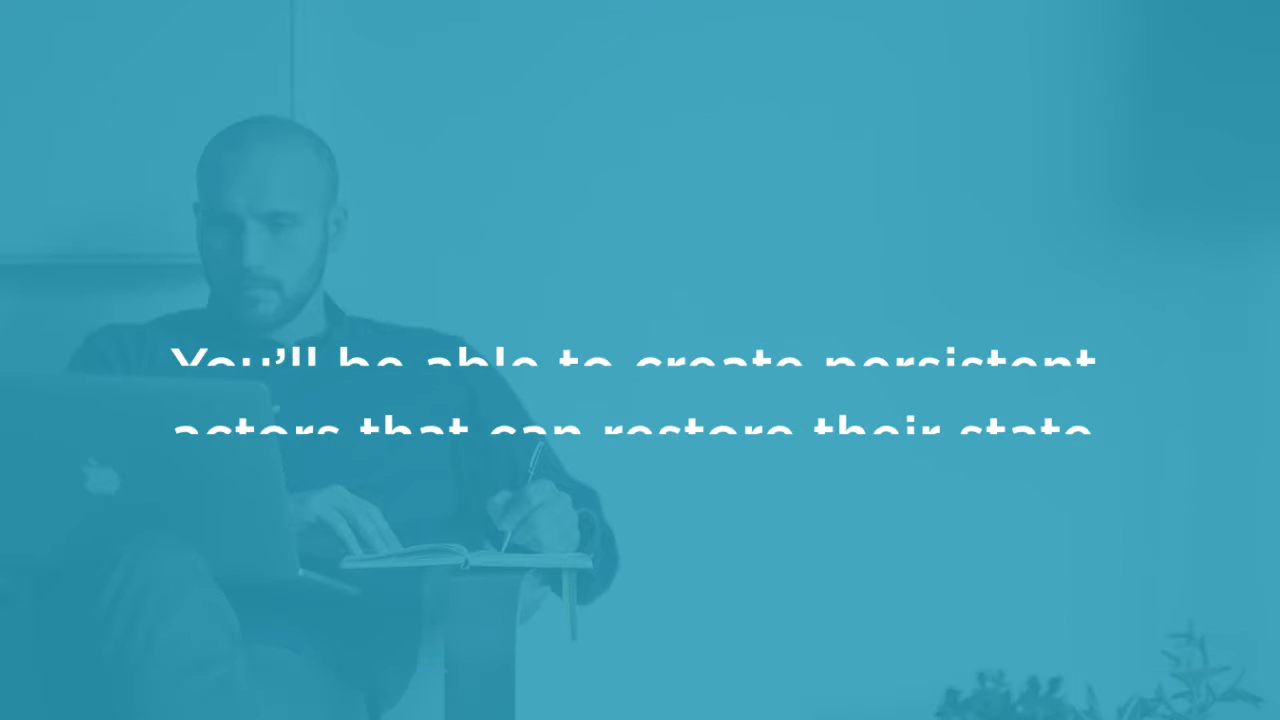 You'll be able to create persistent
actors that can restore their state